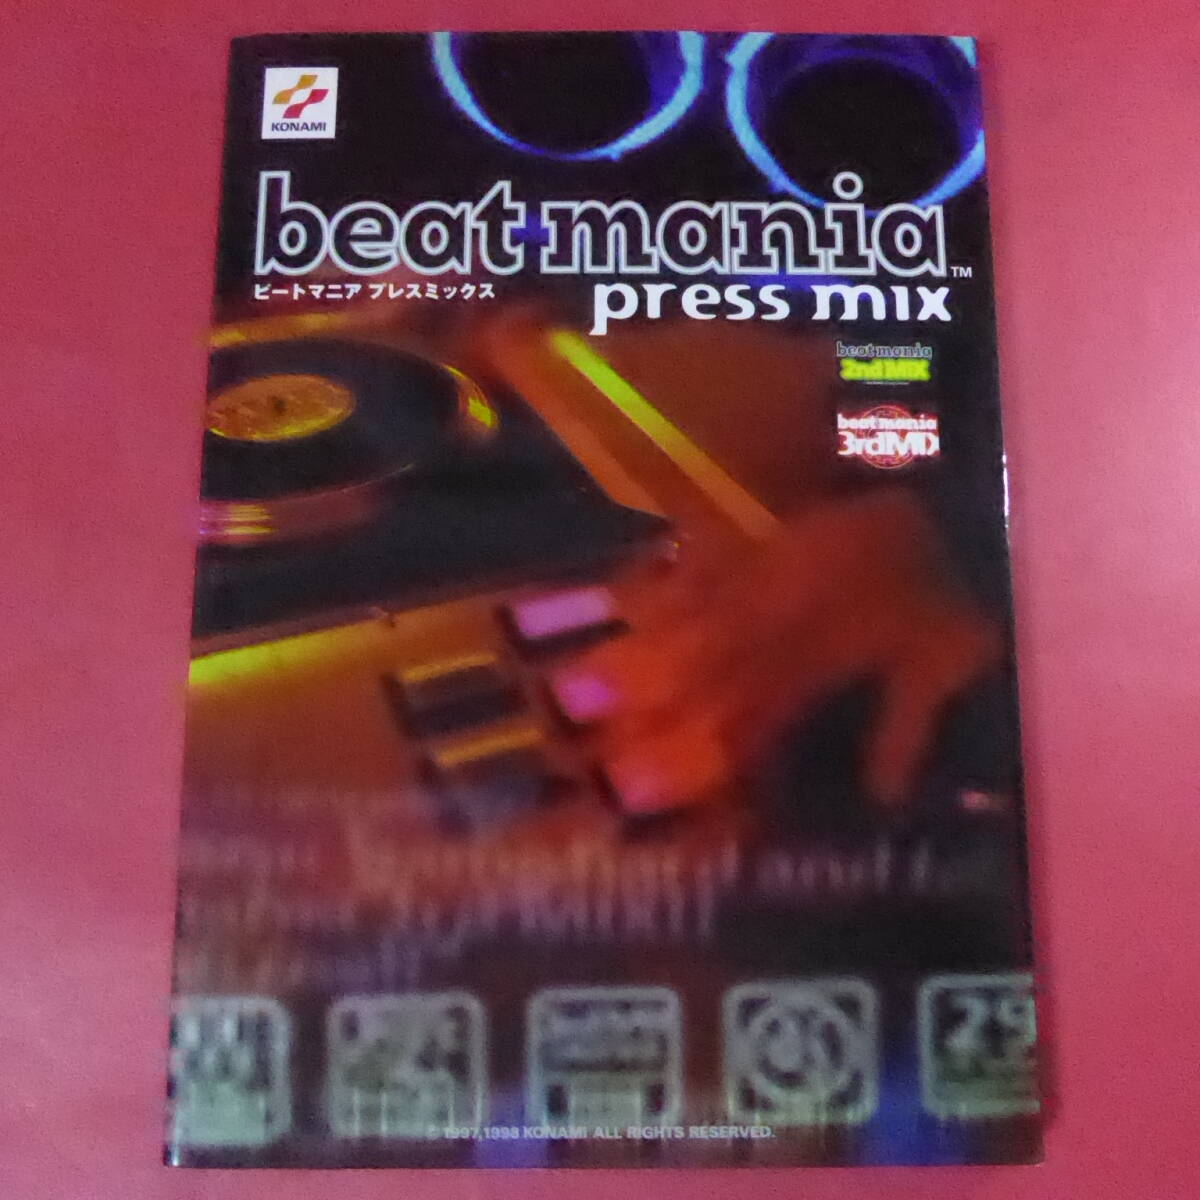 KONAMI
beatmania™
ビートマニア プレスミックス
press mix
beatmania
2nd MIX
beatmania
3rdMIX
©1997,1998 KONAMI ALL RIGHTS RESERVED.